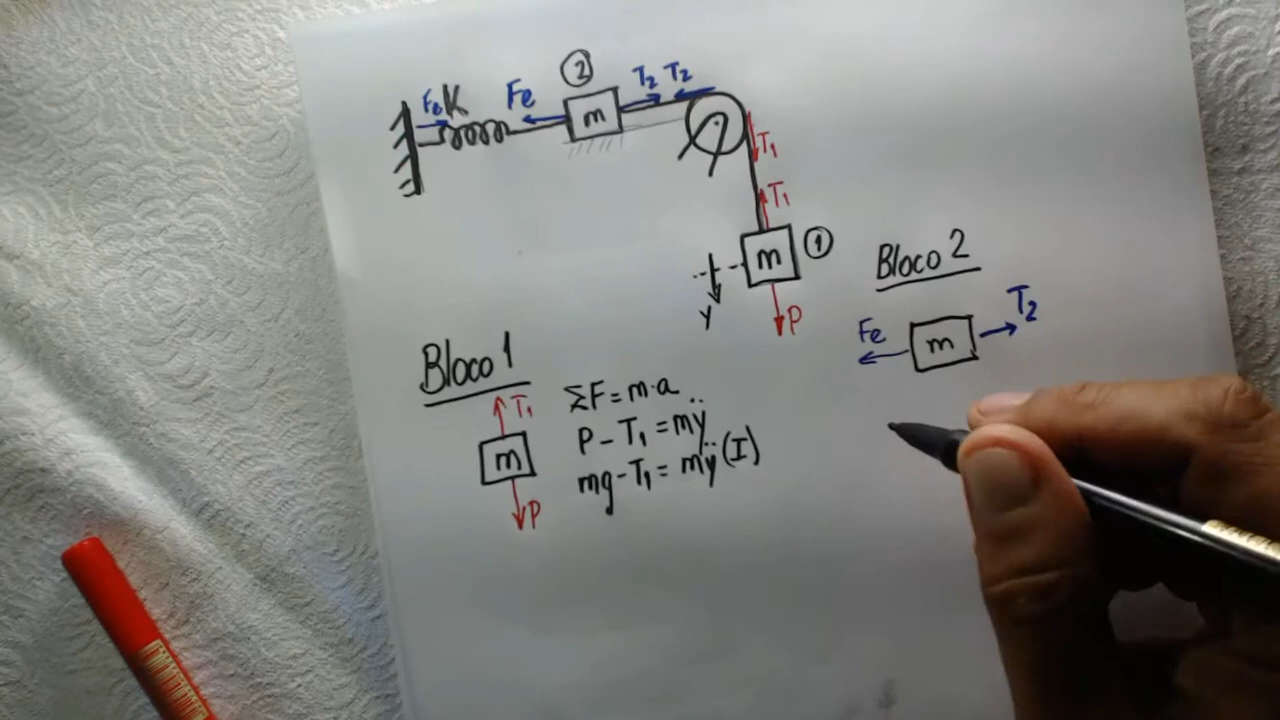 ②
Fe K Fe m T₂ T₂
T₁
T₁
m ①
y
P
Bloco 2
Fe m T₂
Bloco 1
T₁
m
P
ΣF = m·a
P - T₁ = mÿ
mg - T₁ = mÿ (I)